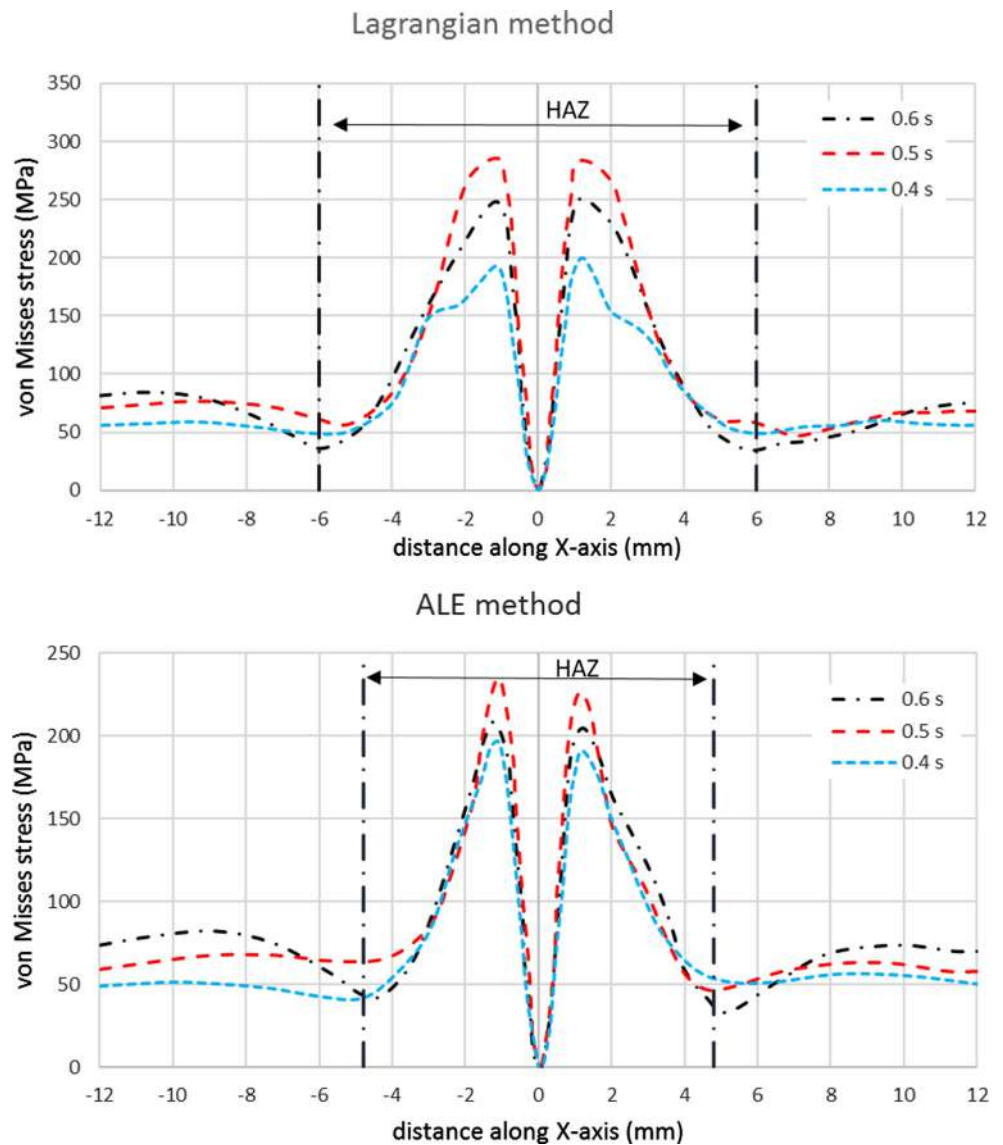 Lagrangian method
350
300
250
200
150
100
50
0
von Misses stress (MPa)
HAZ
0.6 s
0.5 s
0.4 s
-12 -10 -8 -6 -4 -2 0 2 4 6 8 10 12
distance along X-axis (mm)
ALE method
250
200
150
100
50
0
von Misses stress (MPa)
HAZ
0.6 s
0.5 s
0.4 s
-12 -10 -8 -6 -4 -2 0 2 4 6 8 10 12
distance along X-axis (mm)